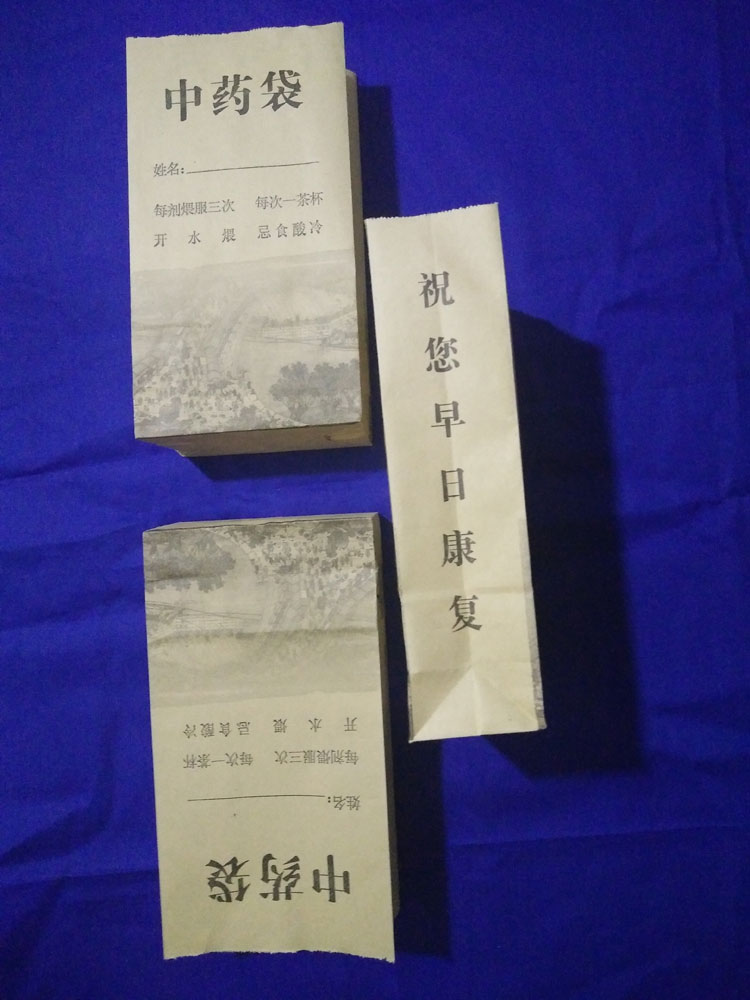 中药袋
姓名：
每剂煨服三次 每次一茶杯
开水煨 忌食酸冷
祝您早日康复
开水煨 忌食酸冷
每剂煨服三次 每次一茶杯
姓名：
中药袋